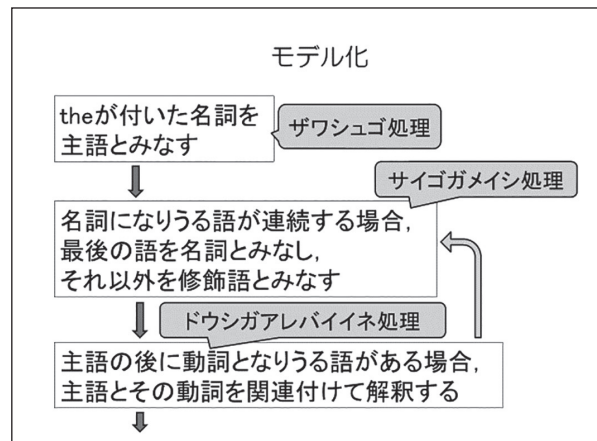 モデル化
theが付いた名詞を
主語とみなす
ザワシュゴ処理
サイゴガメイシ処理
名詞になりうる語が連続する場合，
最後の語を名詞とみなし，
それ以外を修飾語とみなす
ドウシガアレバイイネ処理
主語の後に動詞となりうる語がある場合，
主語とその動詞を関連付けて解釈する